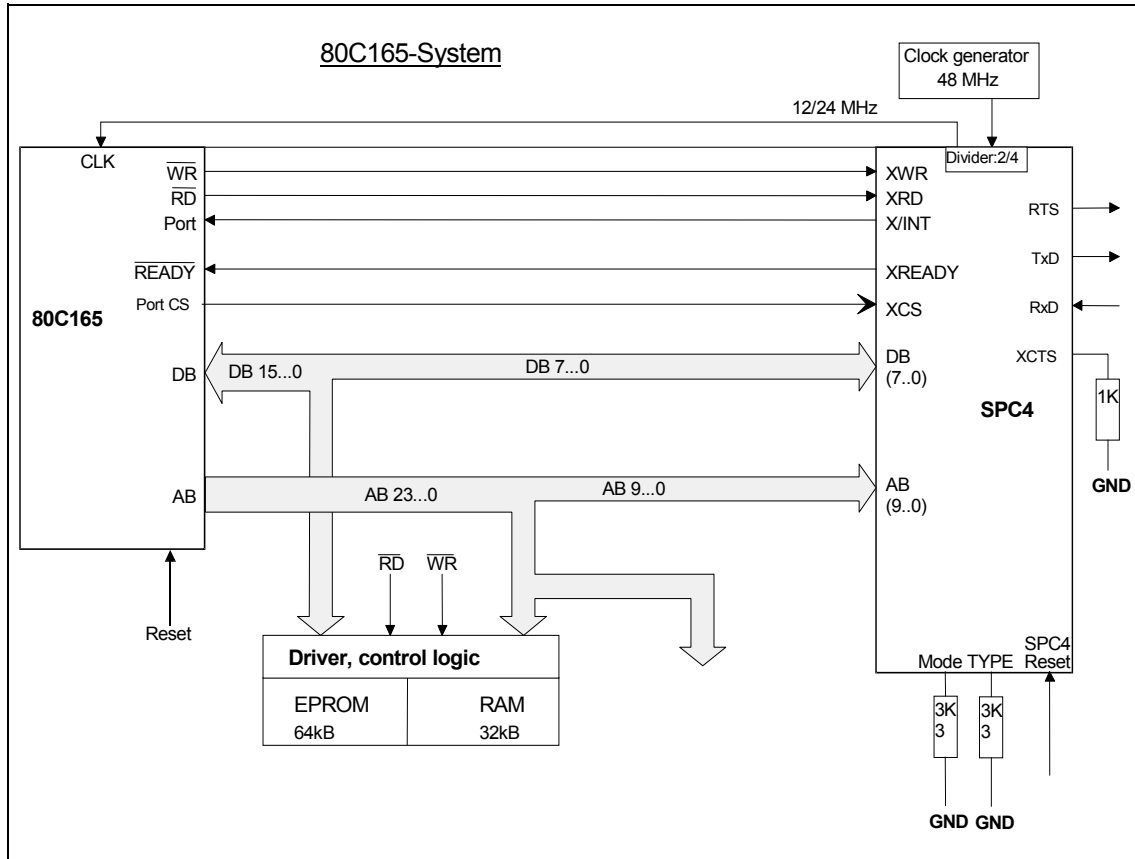 80C165-System
Clock generator
48 MHz
12/24 MHz
CLK
Divider:2/4
WR
XWR
RD
XRD
RTS
Port
X/INT
TxD
READY
XREADY
Port CS
XCS
RxD
80C165
XCTS
DB
DB 15...0
DB 7...0
DB
(7..0)
SPC4
1K
GND
AB
AB 23...0
AB 9...0
AB
(9..0)
RD
WR
Reset
Driver, control logic
EPROM
64kB
RAM
32kB
Mode
TYPE
SPC4
Reset
3K
3
3K
3
GND
GND